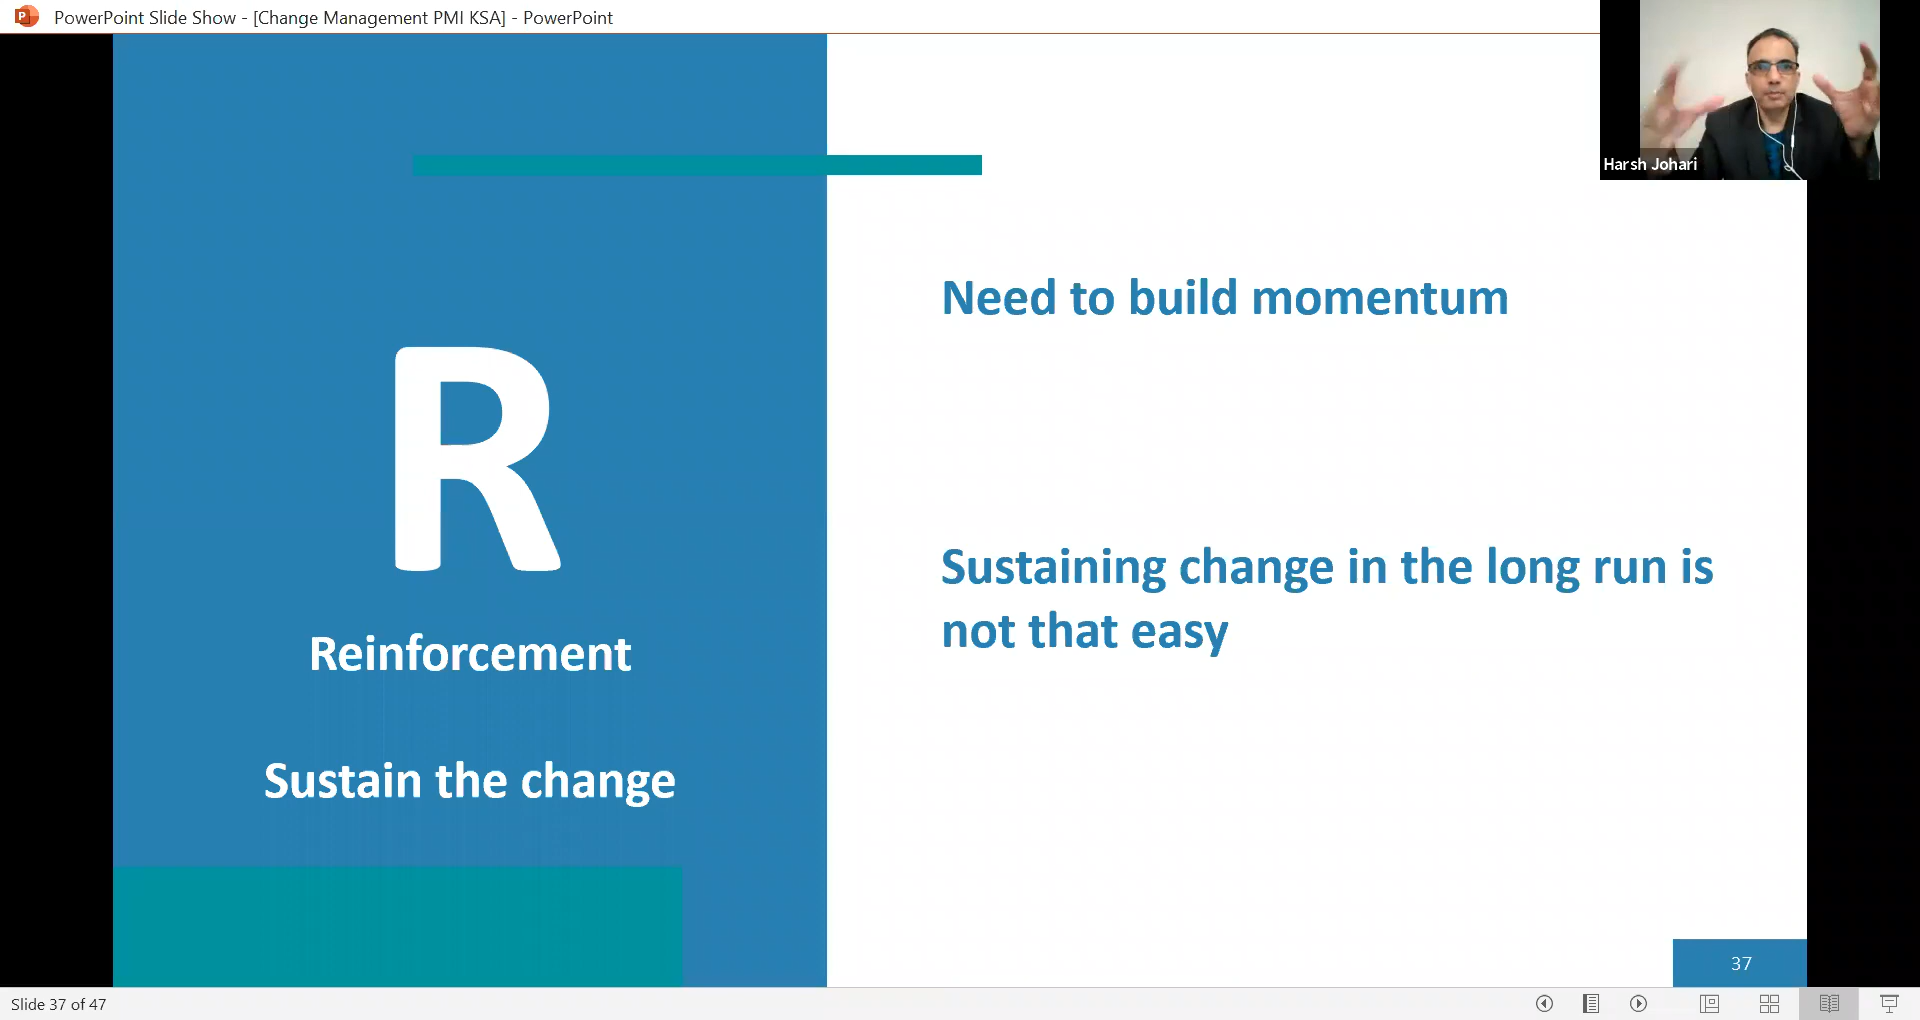 PowerPoint Slide Show - [Change Management PMI KSA] - PowerPoint
Harsh Johari
R
Reinforcement
Sustain the change
Need to build momentum
Sustaining change in the long run is
not that easy
37
Slide 37 of 47